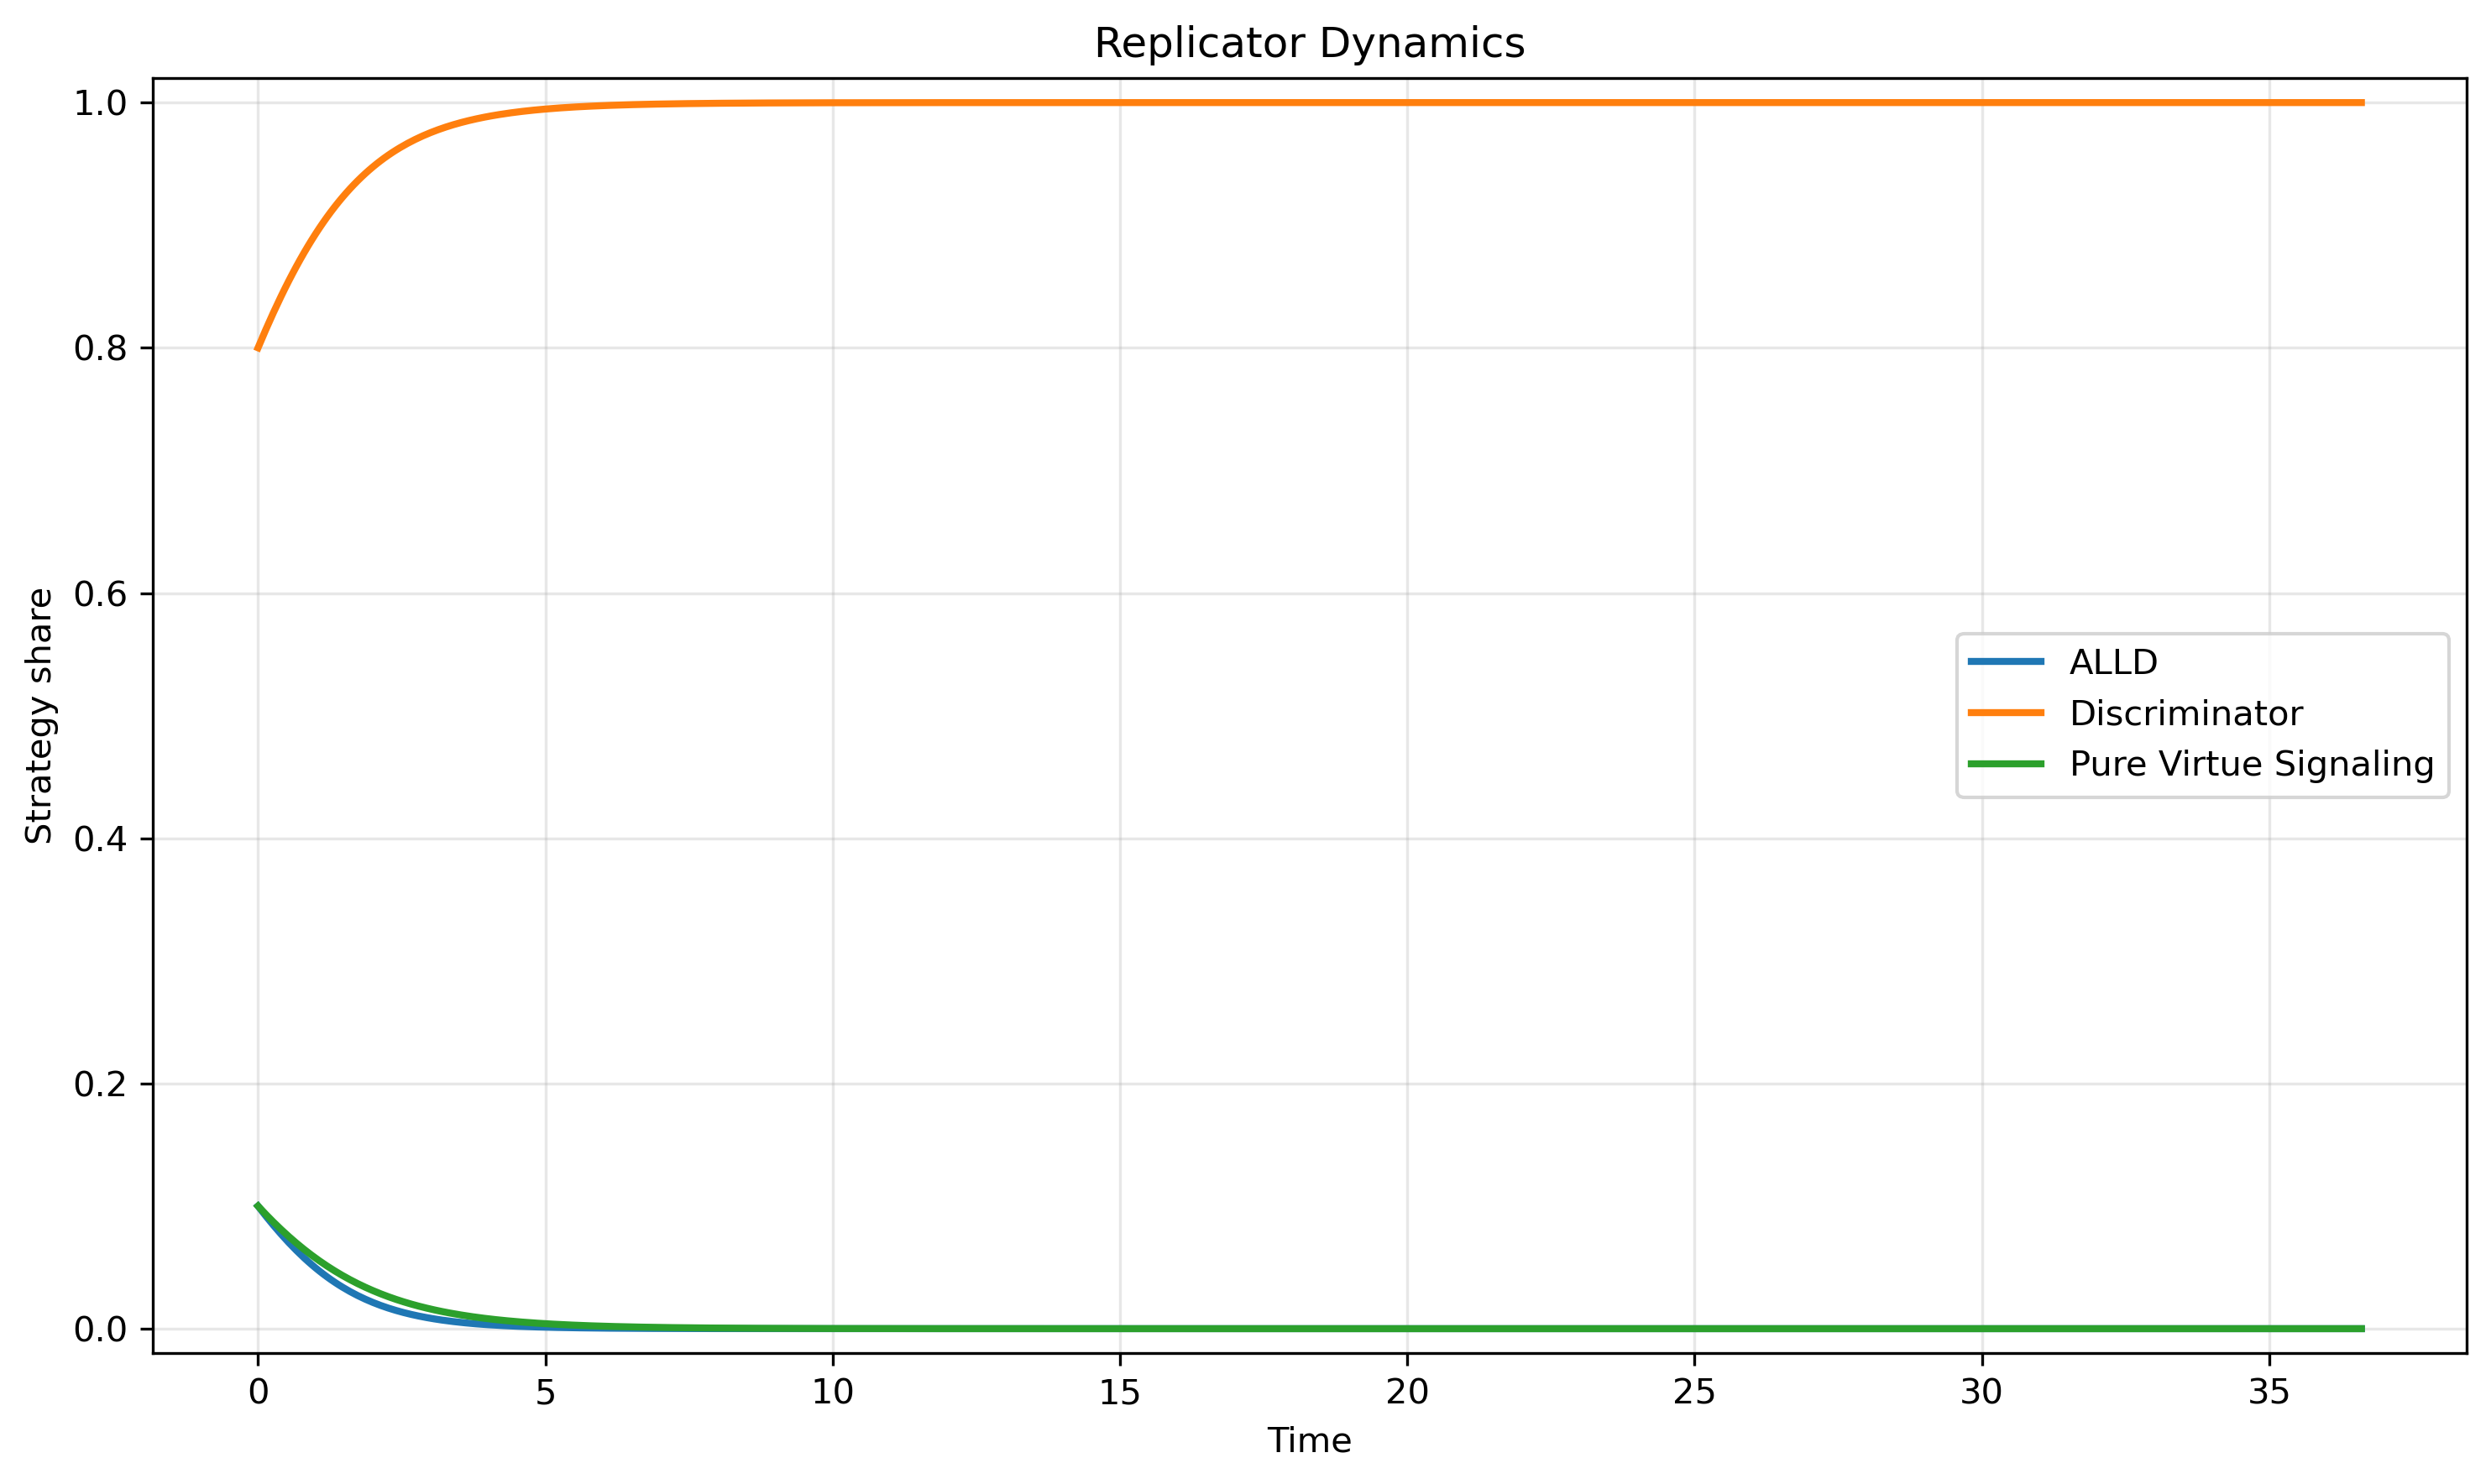 Replicator Dynamics
Strategy share
1.0
0.8
0.6
0.4
0.2
0.0
ALLD
Discriminator
Pure Virtue Signaling
0 5 10 15 20 25 30 35
Time